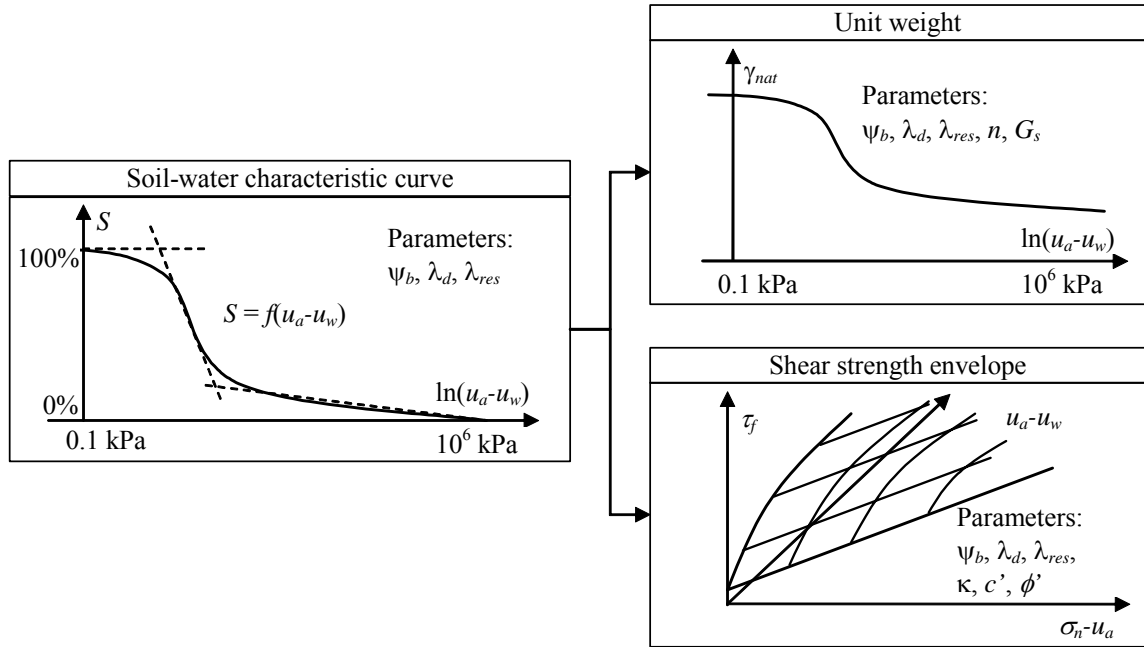 Soil-water characteristic curve
S
100%
Parameters:
ψb, λd, λres
S = f(ua-uw)
ln(ua-uw)
0%
0.1 kPa
10^6 kPa
Unit weight
γnat
Parameters:
ψb, λd, λres, n, Gs
ln(ua-uw)
0.1 kPa
10^6 kPa
Shear strength envelope
τf
ua-uw
Parameters:
ψb, λd, λres,
κ, c’, ϕ’
σn-ua